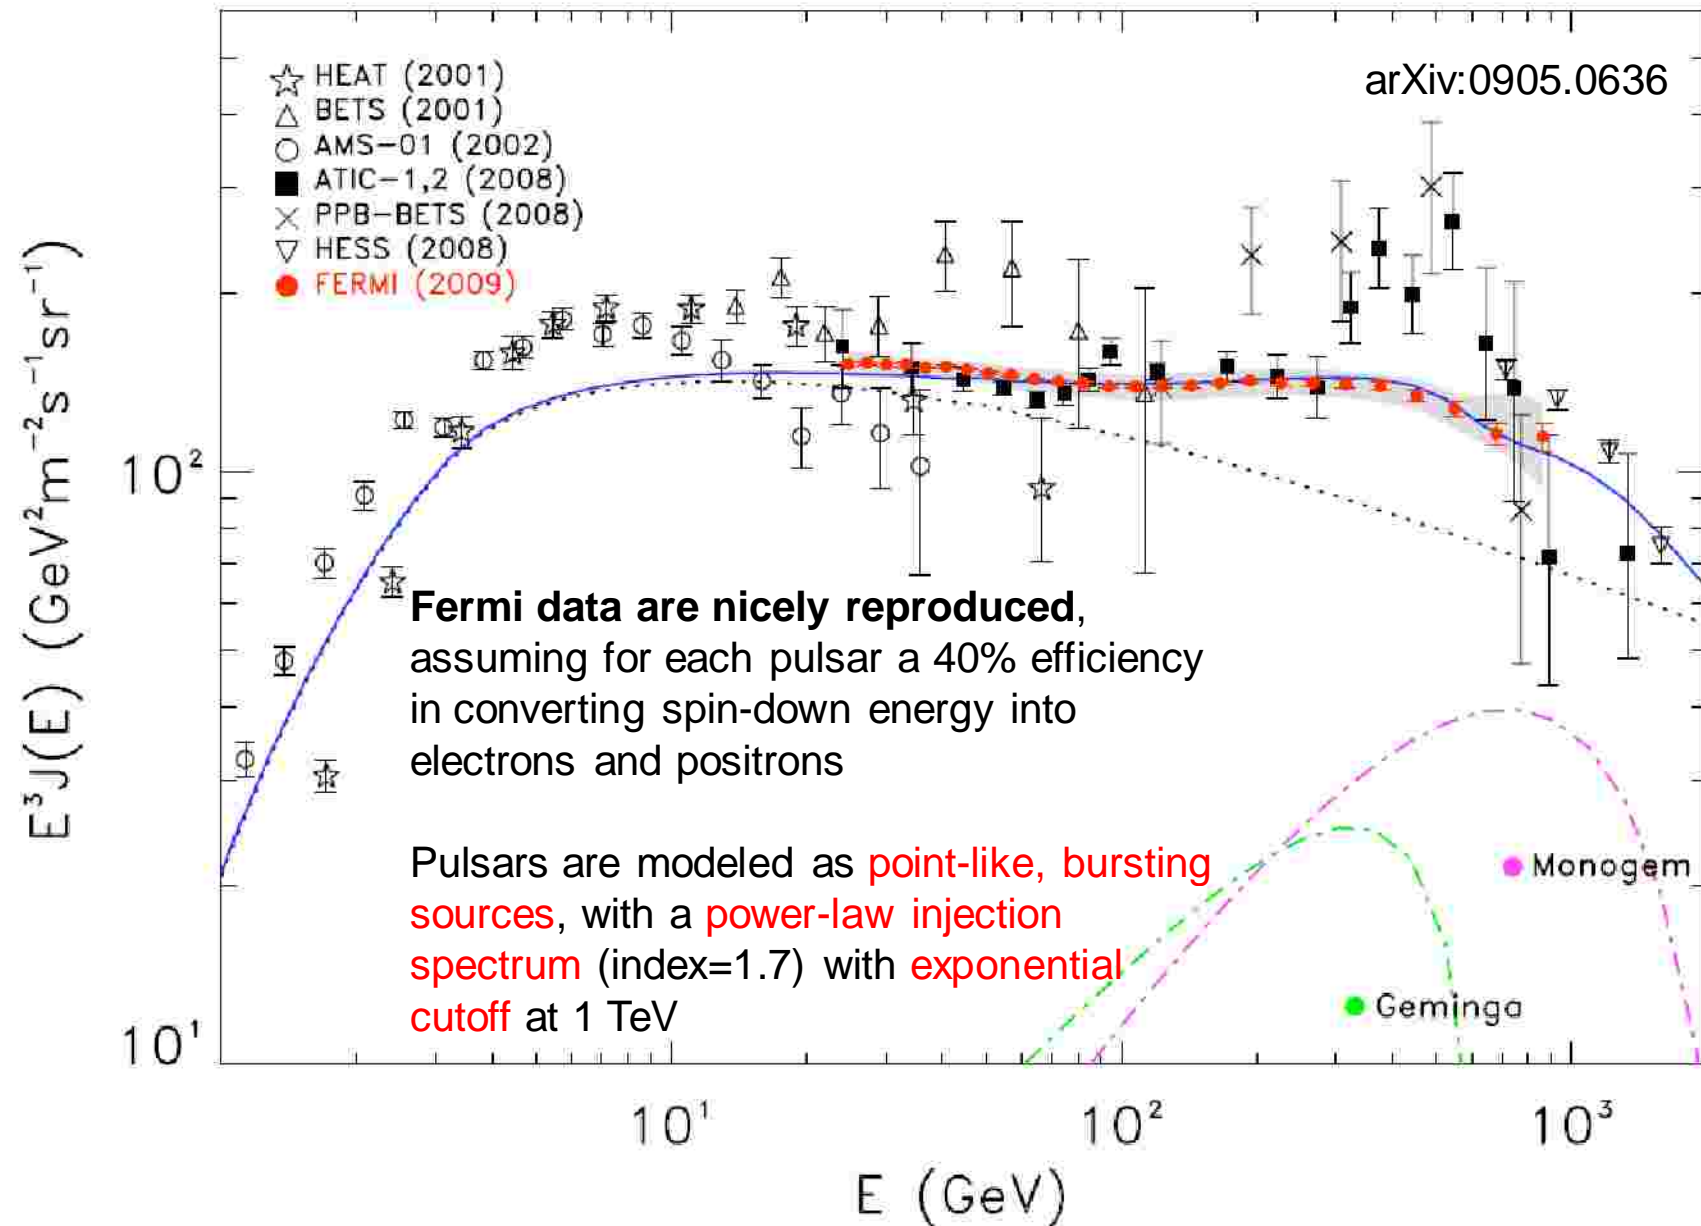 arXiv:0905.0636
HEAT (2001)
BETS (2001)
AMS-01 (2002)
ATIC-1,2 (2008)
PPB-BETS (2008)
HESS (2008)
FERMI (2009)
E³J(E) (GeV²m⁻²s⁻¹sr⁻¹)
10²
10¹
Fermi data are nicely reproduced,
assuming for each pulsar a 40% efficiency
in converting spin-down energy into
electrons and positrons
Pulsars are modeled as point-like, bursting
sources, with a power-law injection
spectrum (index=1.7) with exponential
cutoff at 1 TeV
Monogem
Geminga
10¹
10²
10³
E (GeV)